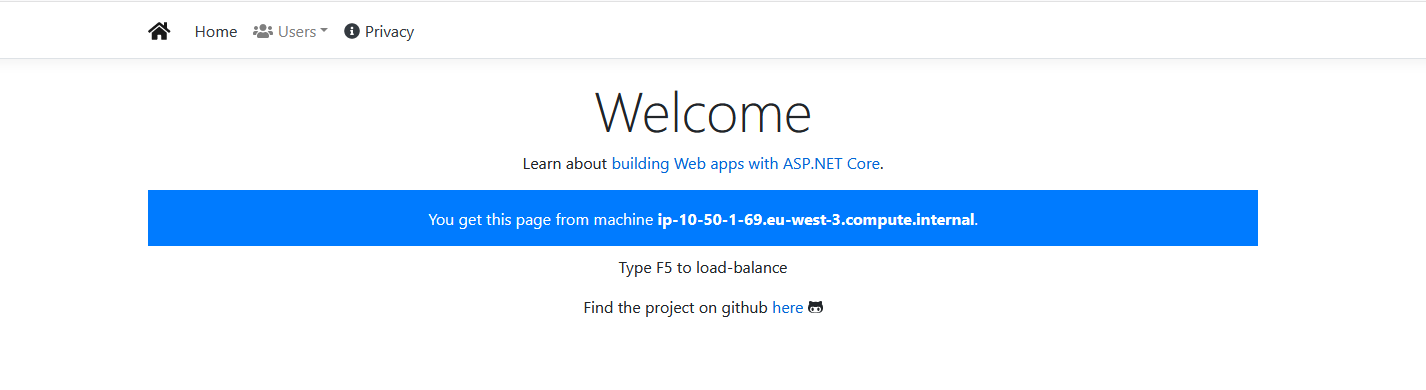 Home Users Privacy
Welcome
Learn about building Web apps with ASP.NET Core.
You get this page from machine ip-10-50-1-69.eu-west-3.compute.internal.
Type F5 to load-balance
Find the project on github here